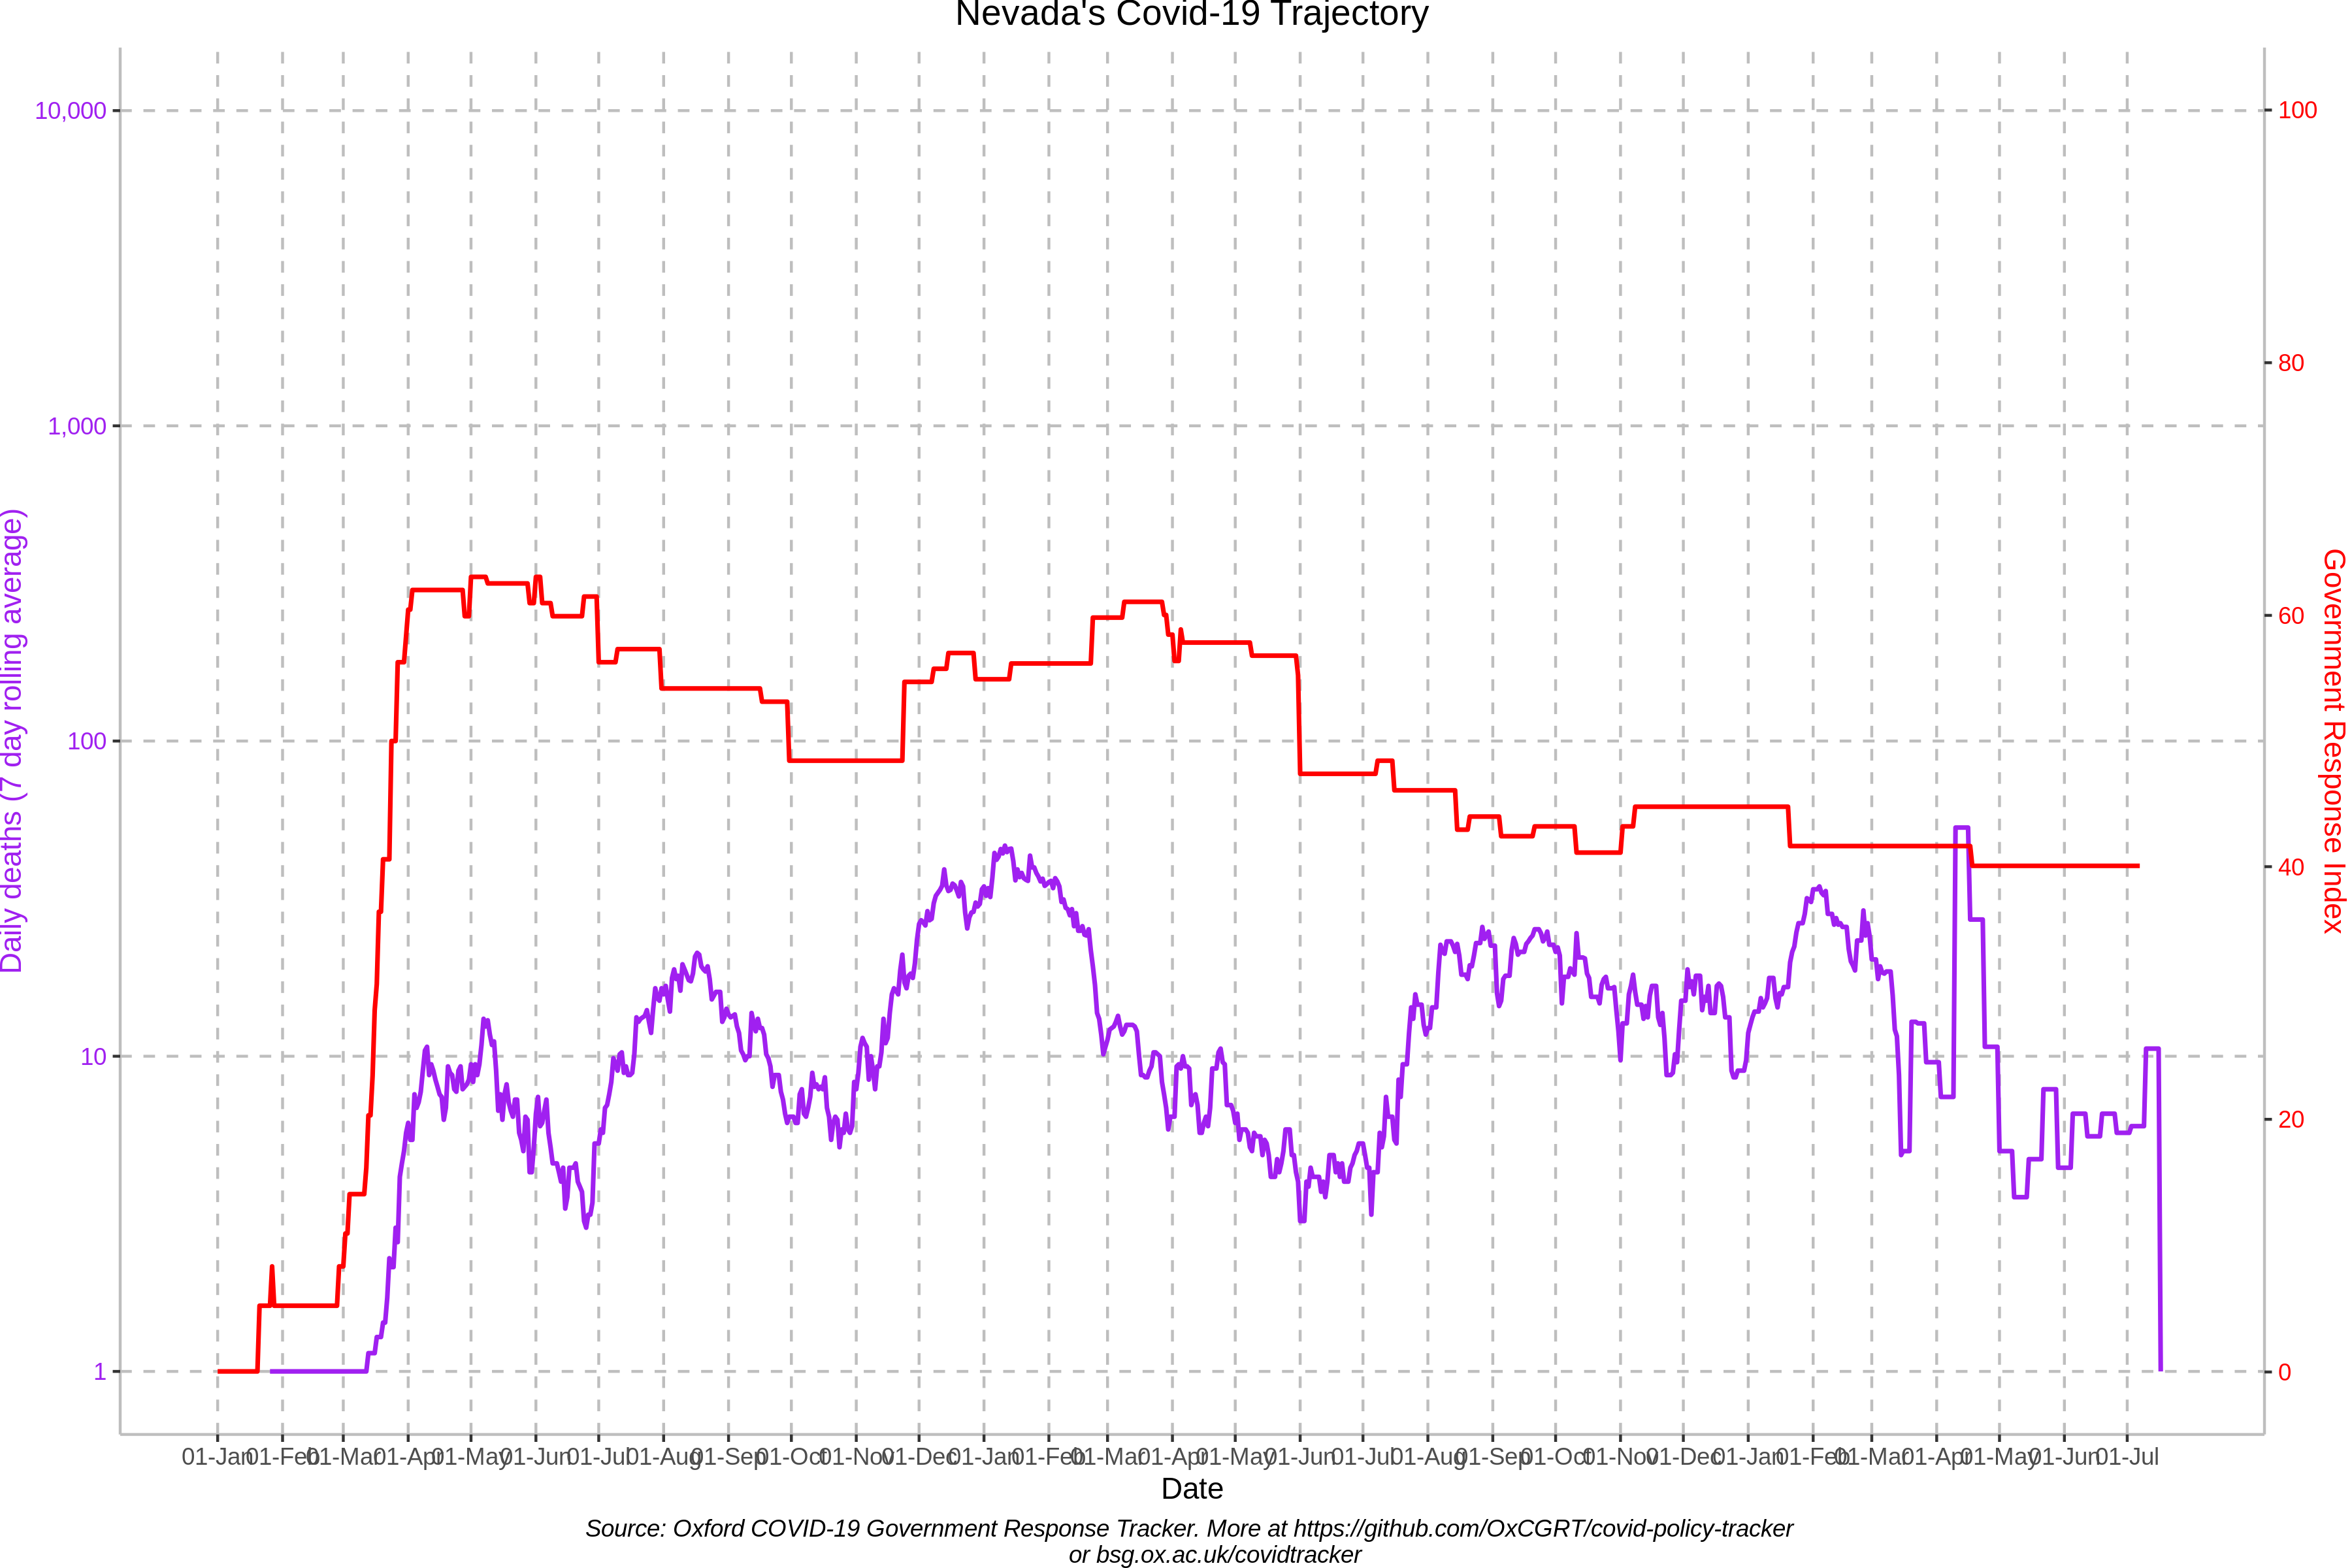 Nevada's Covid-19 Trajectory
Daily deaths (7 day rolling average)
10,000
1,000
100
10
1
100
80
60
40
20
0
Government Response Index
01-Jan
01-Feb
01-Mar
01-Apr
01-May
01-Jun
01-Jul
01-Aug
01-Sep
01-Oct
01-Nov
01-Dec
01-Jan
01-Feb
01-Mar
01-Apr
01-May
01-Jun
01-Jul
01-Aug
01-Sep
01-Oct
01-Nov
01-Dec
01-Jan
01-Feb
01-Mar
01-Apr
01-May
01-Jun
01-Jul
Date
Source: Oxford COVID-19 Government Response Tracker. More at https://github.com/OxCGRT/covid-policy-tracker
or bsg.ox.ac.uk/covidtracker